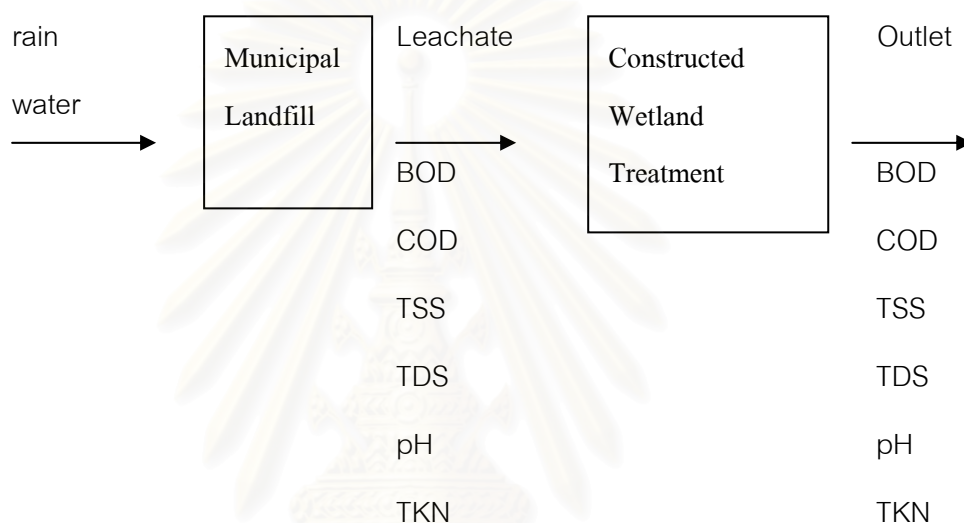 rain
water
Municipal
Landfill
Leachate
BOD
COD
TSS
TDS
pH
TKN
Constructed
Wetland
Treatment
Outlet
BOD
COD
TSS
TDS
pH
TKN